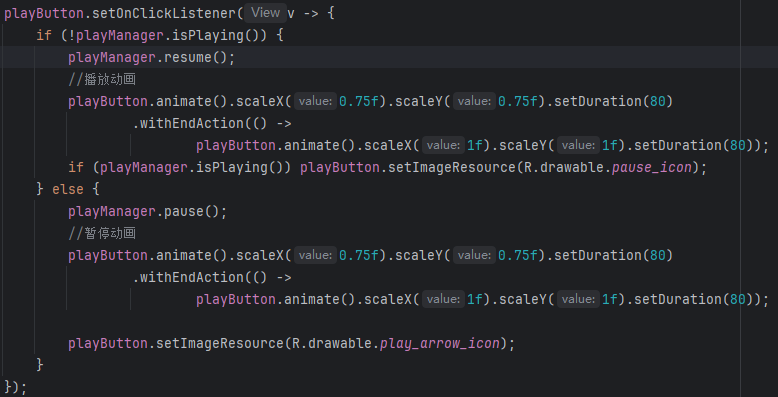 playButton.setOnClickListener( View v -> {
    if (!playManager.isPlaying()) {
        playManager.resume();
        //播放动画
        playButton.animate().scaleX( value: 0.75f).scaleY( value: 0.75f).setDuration(80)
                .withEndAction(() ->
                        playButton.animate().scaleX( value: 1f).scaleY( value: 1f).setDuration(80));
        if (playManager.isPlaying()) playButton.setImageResource(R.drawable.pause_icon);
    } else {
        playManager.pause();
        //暂停动画
        playButton.animate().scaleX( value: 0.75f).scaleY( value: 0.75f).setDuration(80)
                .withEndAction(() ->
                        playButton.animate().scaleX( value: 1f).scaleY( value: 1f).setDuration(80));
        playButton.setImageResource(R.drawable.play_arrow_icon);
    }
});